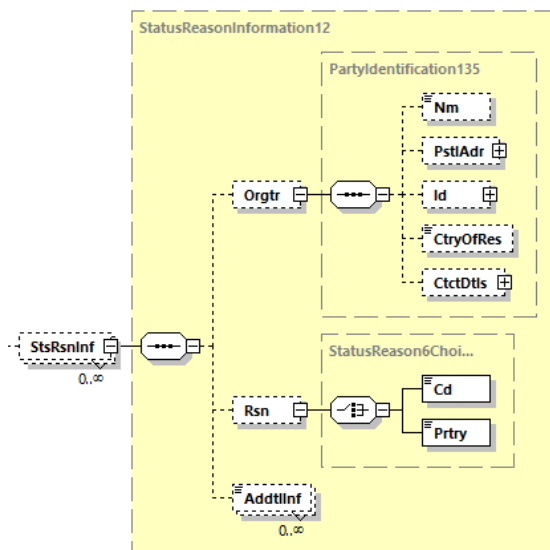 StatusReasonInformation12
PartyIdentification135
Nm
PstlAdr
Orgtr
Id
CtryOfRes
CtctDtls
StsRsnInf
0..∞
StatusReason6Choi...
Cd
Rsn
Prtry
AddtlInf
0..∞